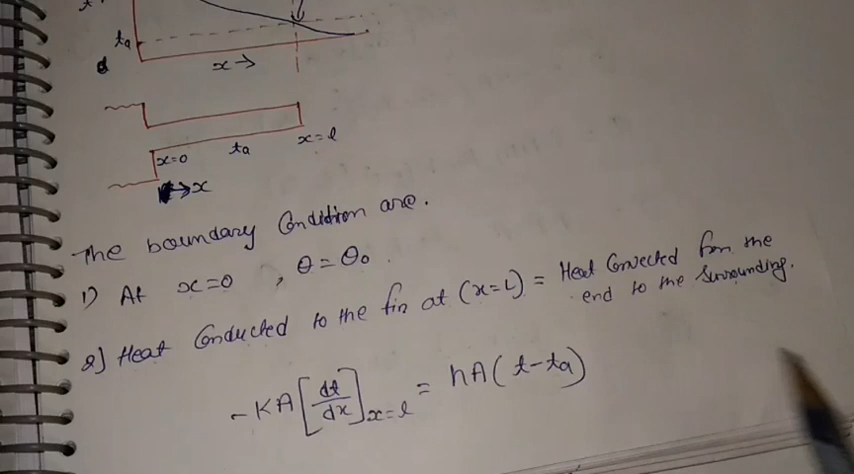 ta
x →
x=0
ta
x=l
→x
The boundary Condition are.
1) At x=0 , θ = θ₀ .
2) Heat Conducted to the fin at (x=L) = Heat Convected from the
end to the surrounding.
-KA[dt/dx]x=l = hA(t-ta)